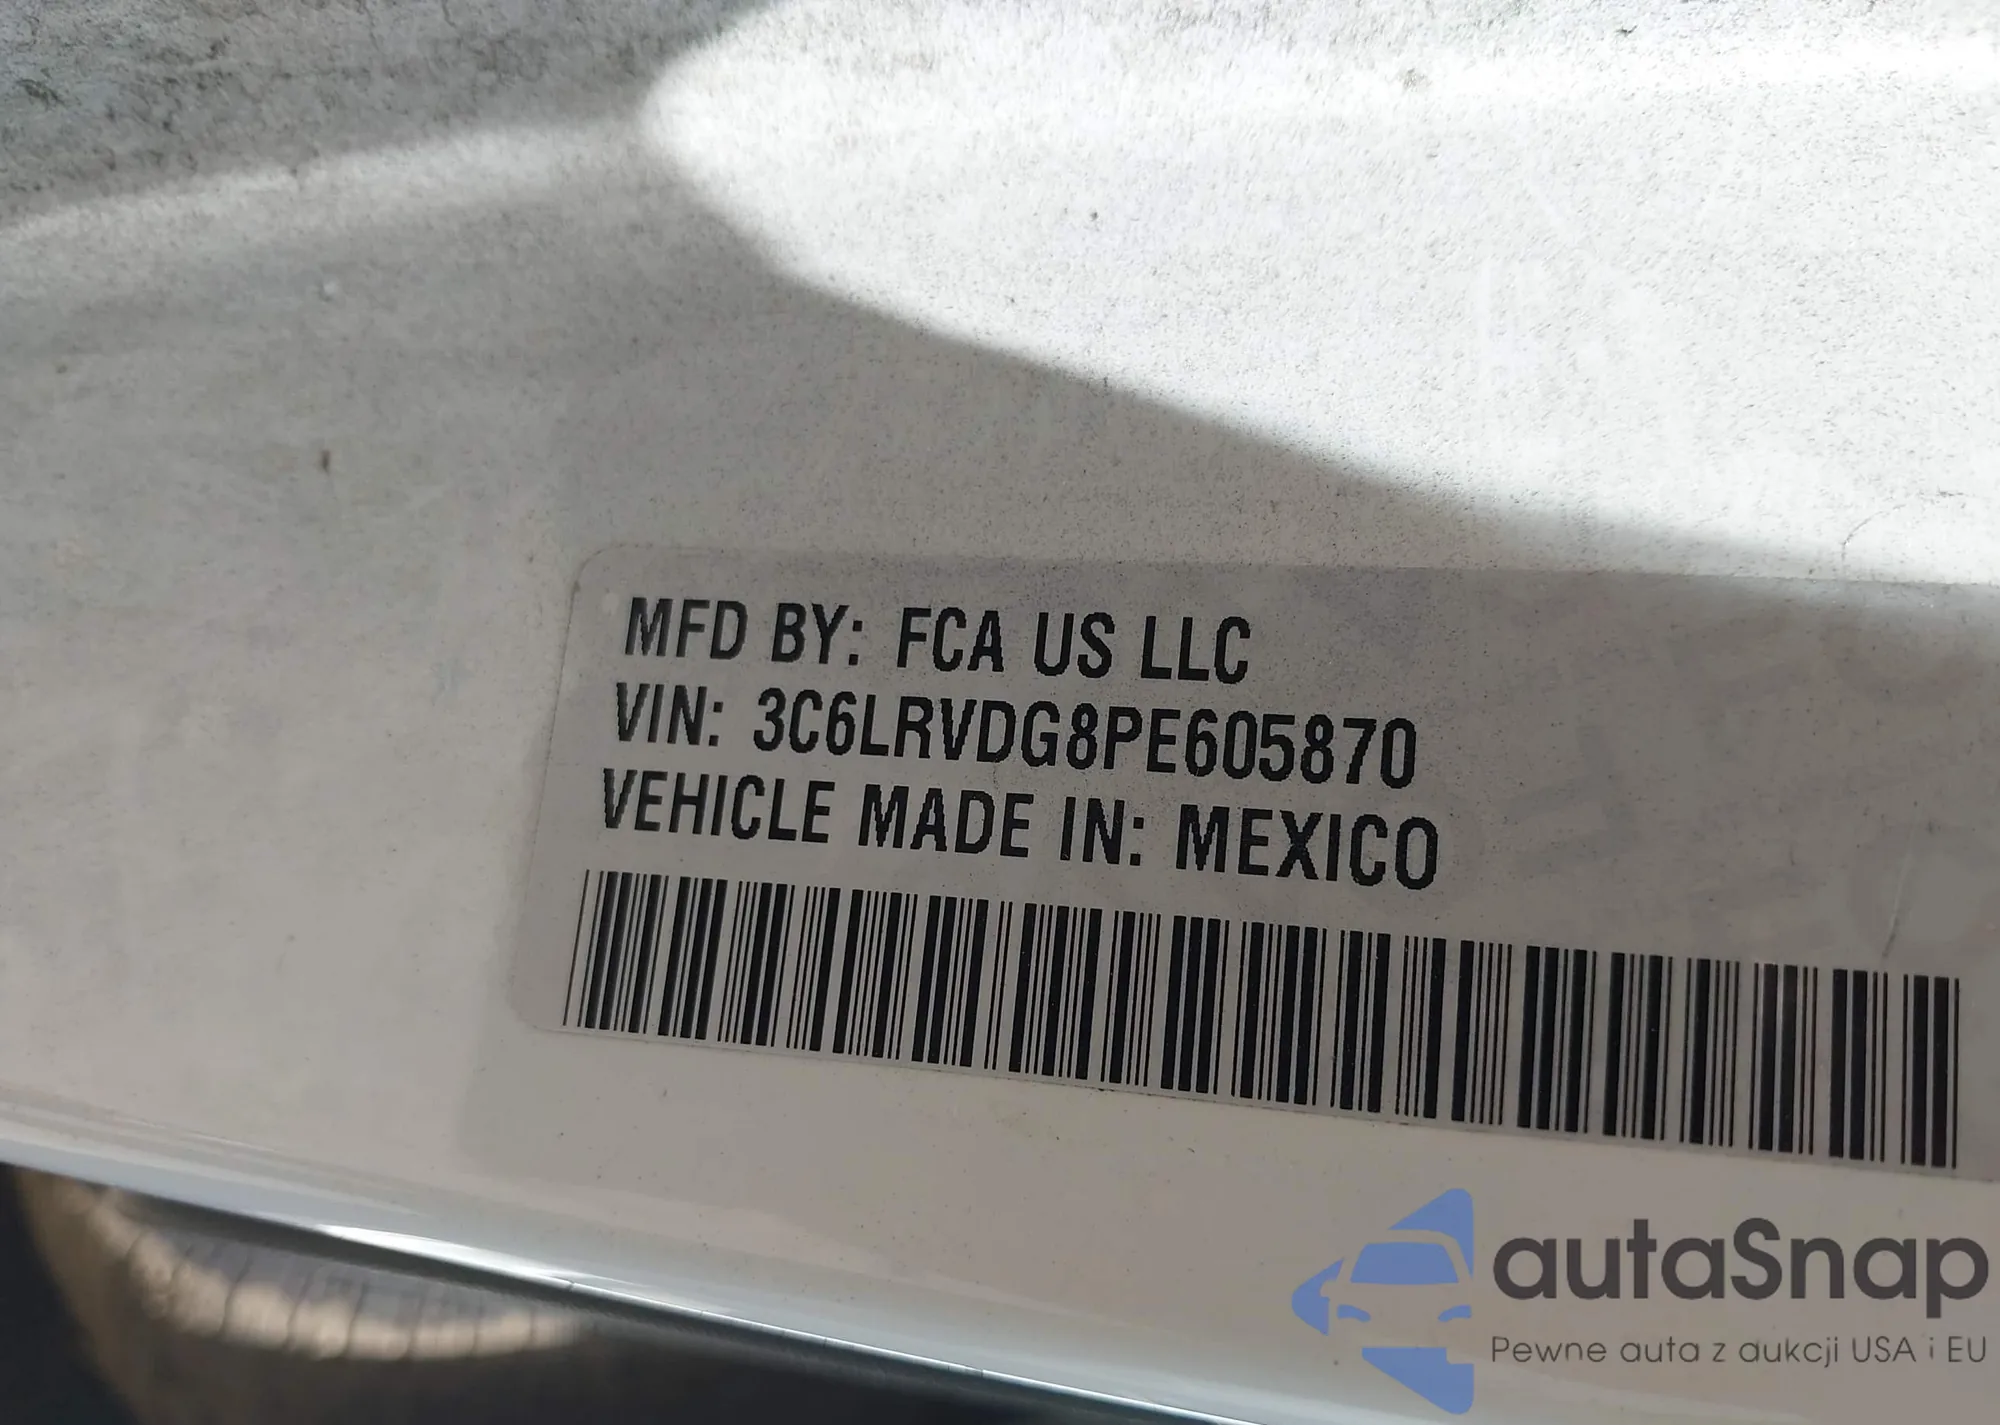 MFD BY: FCA US LLC
VIN: 3C6LRVDG8PE605870
VEHICLE MADE IN: MEXICO
autaSnap
Pewne auta z aukcji USA i EU